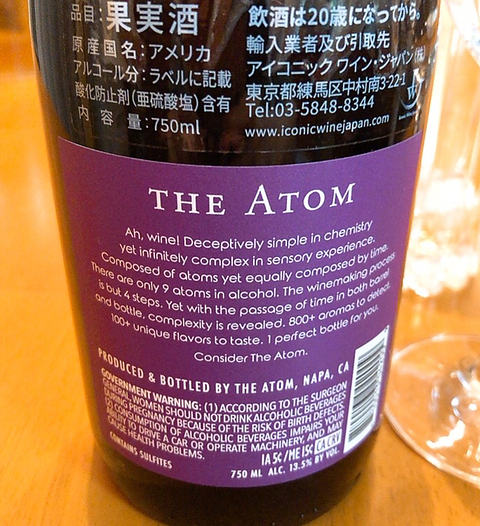 品目:果実酒
原産国名:アメリカ
アルコール分:ラベルに記載
酸化防止剤(亜硫酸塩)含有
内 容 量:750ml
飲酒は20歳になってから。
輸入業者及び引取先
アイコニック ワイン・ジャパン(株)
東京都練馬区中村南3-22-1
Tel:03-5848-8344
www.iconicwinejapan.com
THE ATOM
Ah, wine! Deceptively simple in chemistry
yet infinitely complex in sensory experience.
Composed of atoms yet equally composed by time.
There are only 9 atoms in alcohol. The winemaking process
is but 4 steps. Yet with the passage of time in both barrel
and bottle, complexity is revealed. 800+ aromas to detect.
100+ unique flavors to taste. 1 perfect bottle for you.
Consider The Atom.
PRODUCED & BOTTLED BY THE ATOM, NAPA, CA
GOVERNMENT WARNING: (1) ACCORDING TO THE SURGEON
GENERAL, WOMEN SHOULD NOT DRINK ALCOHOLIC BEVERAGES
DURING PREGNANCY BECAUSE OF THE RISK OF BIRTH DEFECTS.
(2) CONSUMPTION OF ALCOHOLIC BEVERAGES IMPAIRS YOUR
ABILITY TO DRIVE A CAR OR OPERATE MACHINERY, AND MAY
CAUSE HEALTH PROBLEMS.
IA 5¢/ME 15¢ CA CRV
CONTAINS SULFITES
750 ML ALC. 13.5% BY VOL.